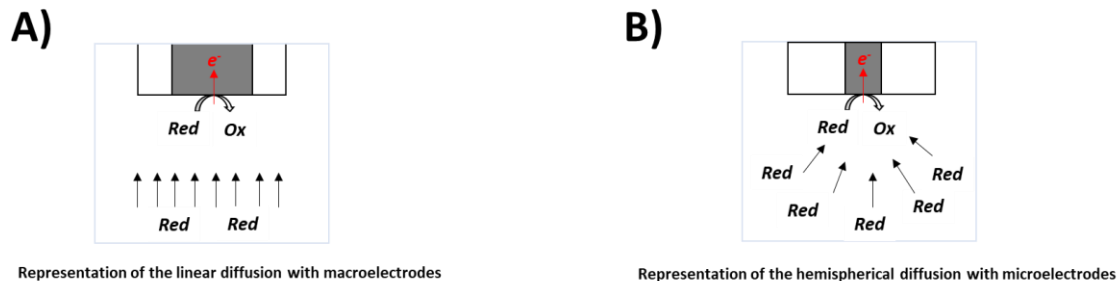 A)
e-
Red Ox
Red Red
Representation of the linear diffusion with macroelectrodes
B)
e-
Red Ox
Red Red
Red Red
Red
Representation of the hemispherical diffusion with microelectrodes